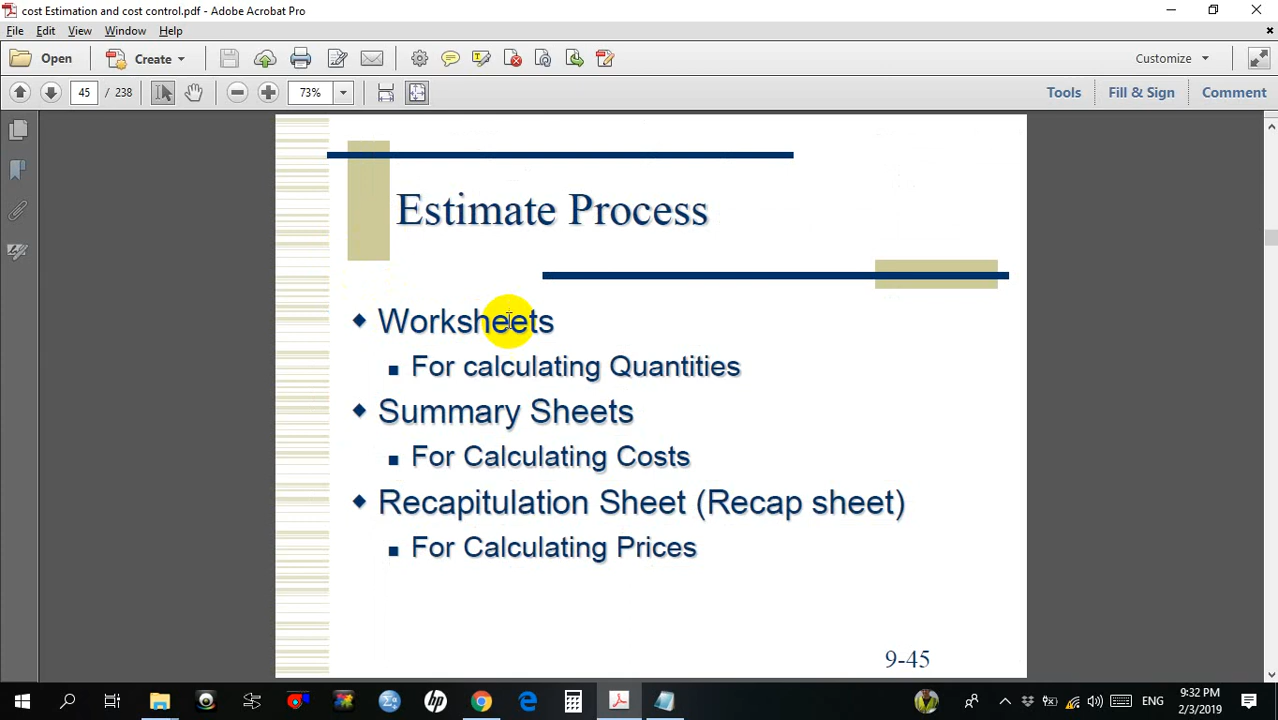 cost Estimation and cost control.pdf - Adobe Acrobat Pro
File Edit View Window Help
Open Create Customize
45 / 238 73% Tools Fill & Sign Comment
Estimate Process
Worksheets
For calculating Quantities
Summary Sheets
For Calculating Costs
Recapitulation Sheet (Recap sheet)
For Calculating Prices
9-45
ENG
9:32 PM
2/3/2019